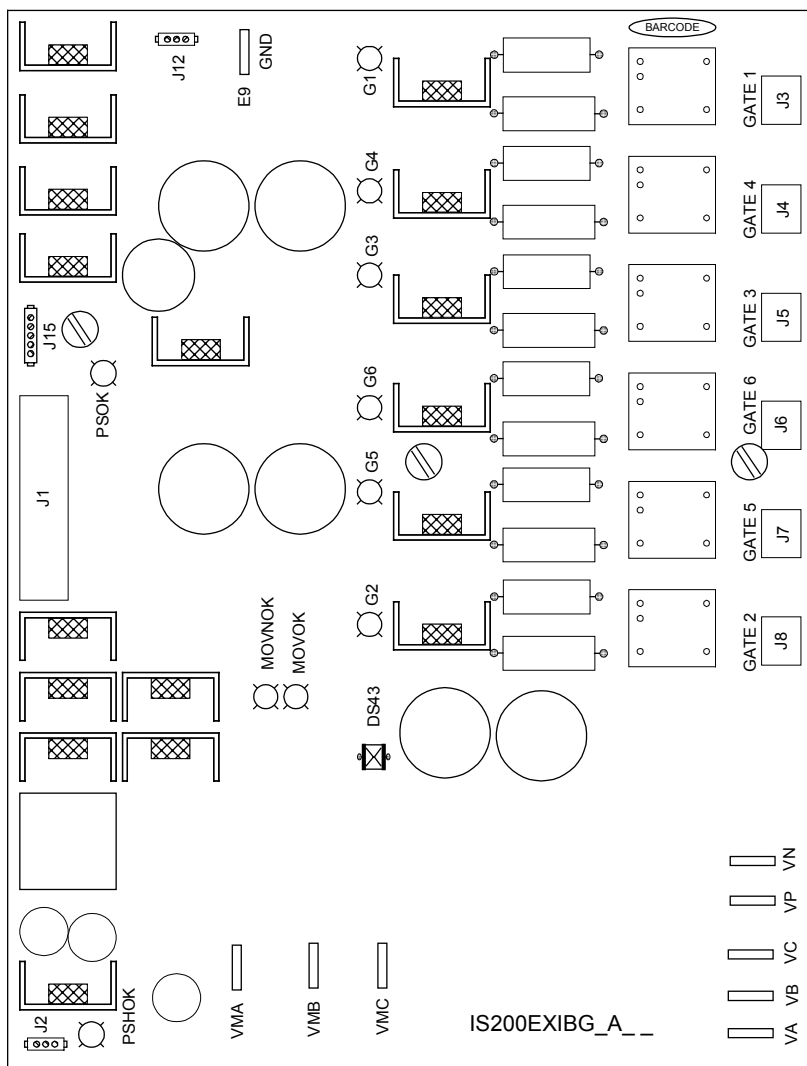 BARCODE
J12
E9
GND
G1
GATE 1
J3
G4
GATE 4
J4
G3
GATE 3
J5
J15
PSOK
G6
GATE 6
J6
J1
G5
GATE 5
J7
MOVNOK
MOVOK
G2
GATE 2
J8
DS43
VN
VP
VC
VB
VA
VMA
VMB
VMC
J2
PSHOK
IS200EXIBG_A_ _